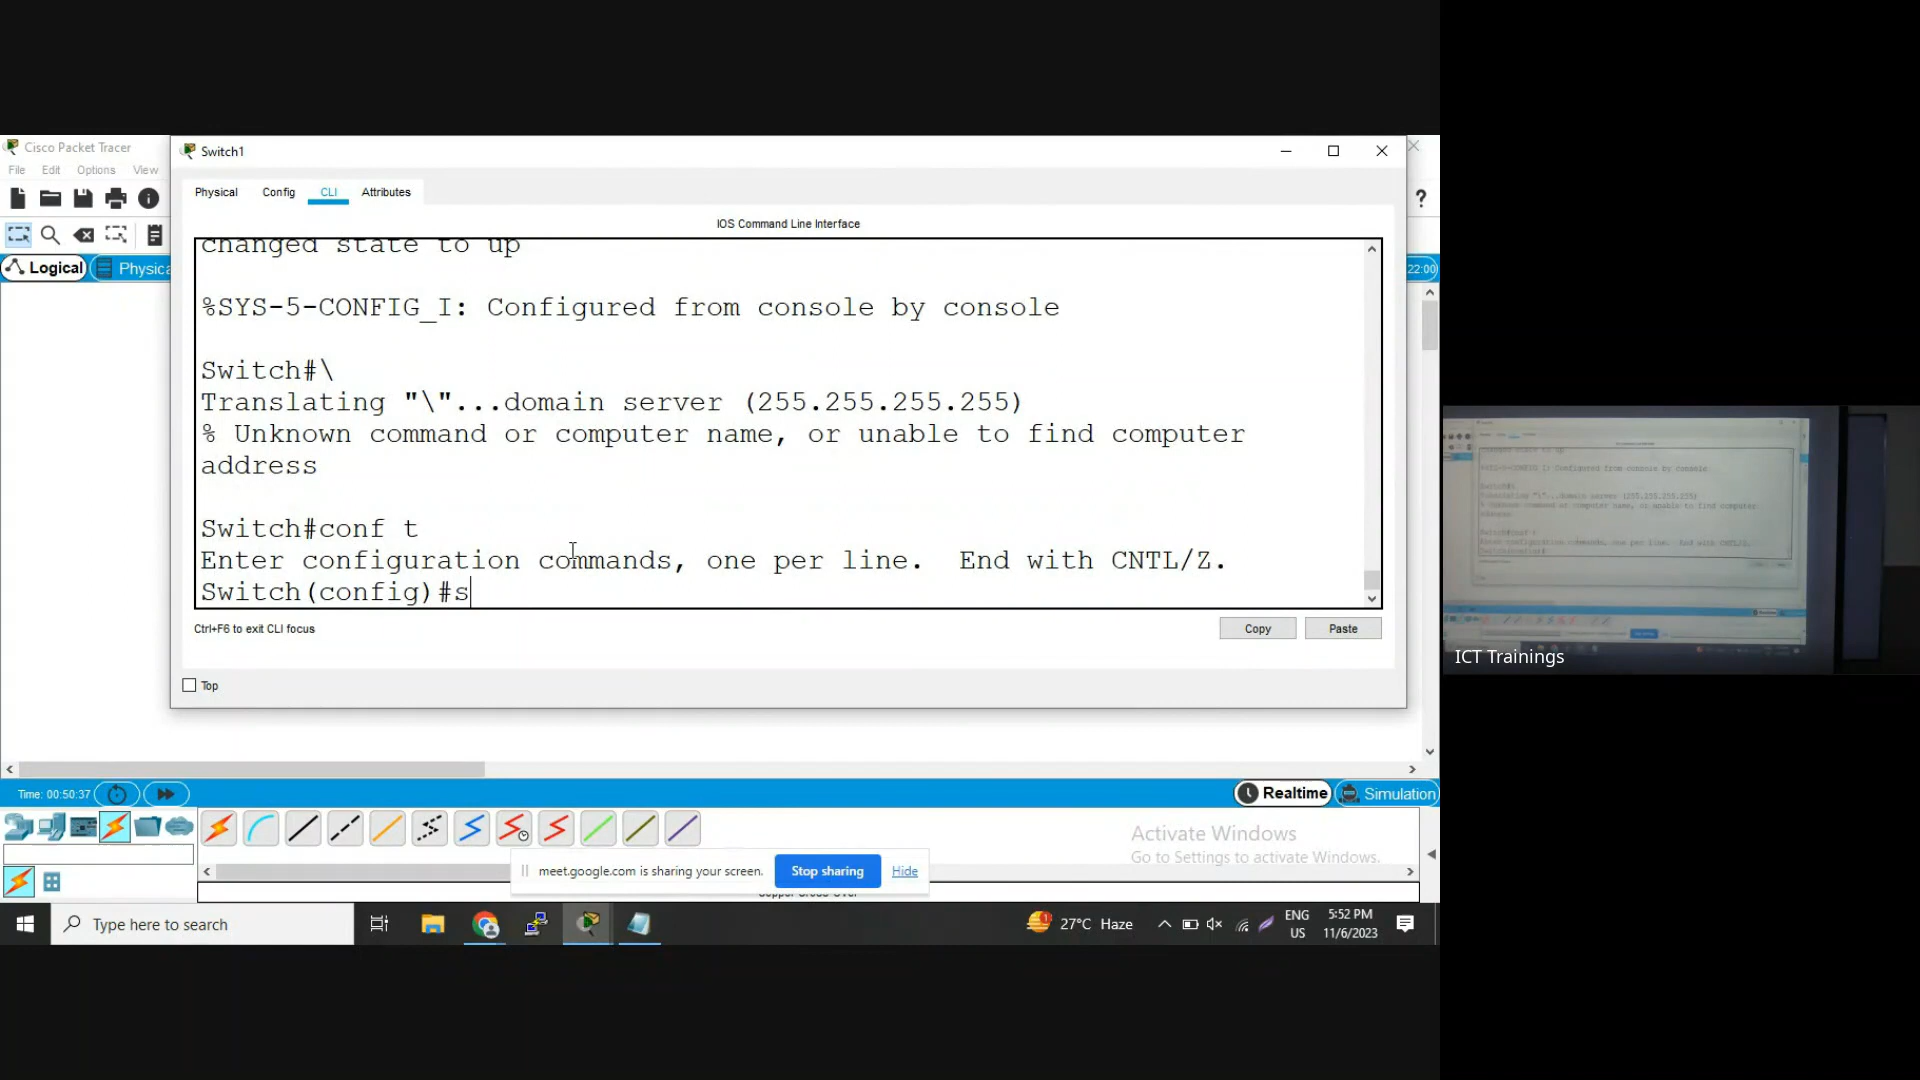 Cisco Packet Tracer
File Edit Options View
Logical
Physica
Switch1
Physical Config CLI Attributes
IOS Command Line Interface
changed state to up
%SYS-5-CONFIG_I: Configured from console by console
Switch#\
Translating "\"...domain server (255.255.255.255)
% Unknown command or computer name, or unable to find computer
address
Switch#conf t
Enter configuration commands, one per line.  End with CNTL/Z.
Switch(config)#s
Ctrl+F6 to exit CLI focus
Copy
Paste
Top
?
22:00
Time: 00:50:37
Realtime
Simulation
Activate Windows
Go to Settings to activate Windows.
meet.google.com is sharing your screen.
Stop sharing
Hide
Copper Cross-Over
Type here to search
27°C Haze
ENG
US
5:52 PM
11/6/2023
ICT Trainings